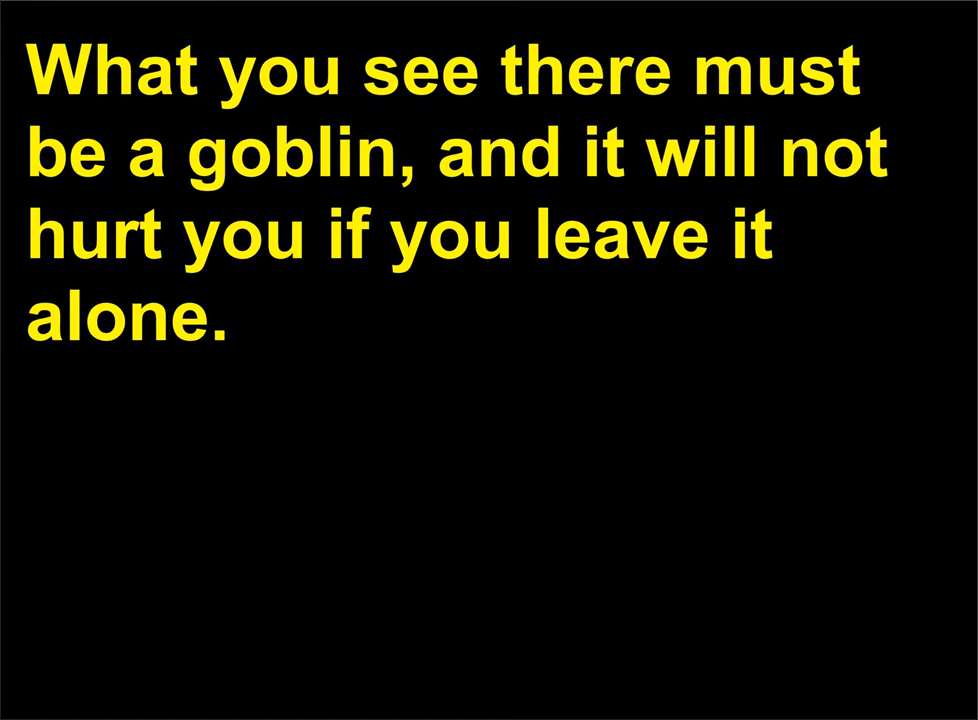 What you see there must
be a goblin, and it will not
hurt you if you leave it
alone.